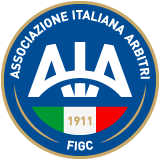 ASSOCIAZIONE ITALIANA ARBITRI
AIA
1911
FIGC